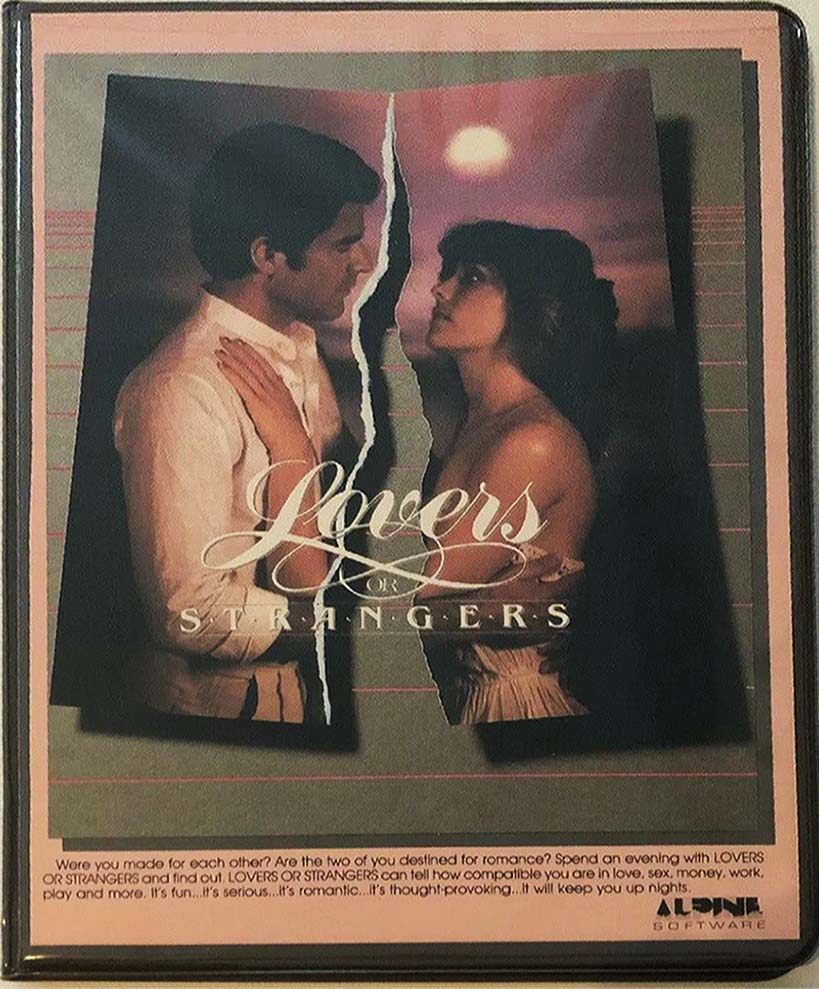 Lovers
OR
S·T·R·A·N·G·E·R·S
Were you made for each other? Are the two of you destined for romance? Spend an evening with LOVERS
OR STRANGERS and find out. LOVERS OR STRANGERS can tell how compatible you are in love, sex, money, work,
play and more. It's fun...it's serious...it's romantic...it's thought-provoking...it will keep you up nights.
ALPINE
SOFTWARE